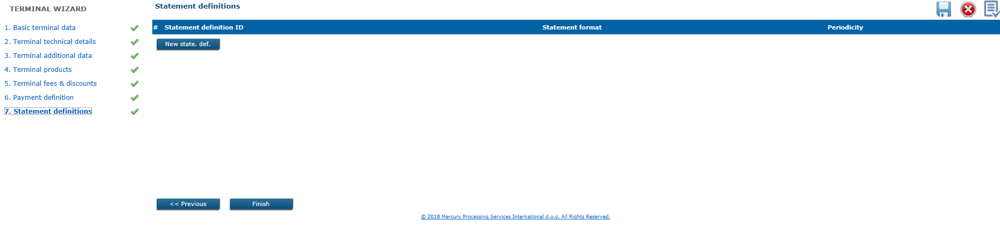 TERMINAL WIZARD
1. Basic terminal data
2. Terminal technical details
3. Terminal additional data
4. Terminal products
5. Terminal fees & discounts
6. Payment definition
7. Statement definitions
Statement definitions
# Statement definition ID Statement format Periodicity
New state. def.
<< Previous Finish
© 2018 Mercury Processing Services International d.o.o. All Rights Reserved.